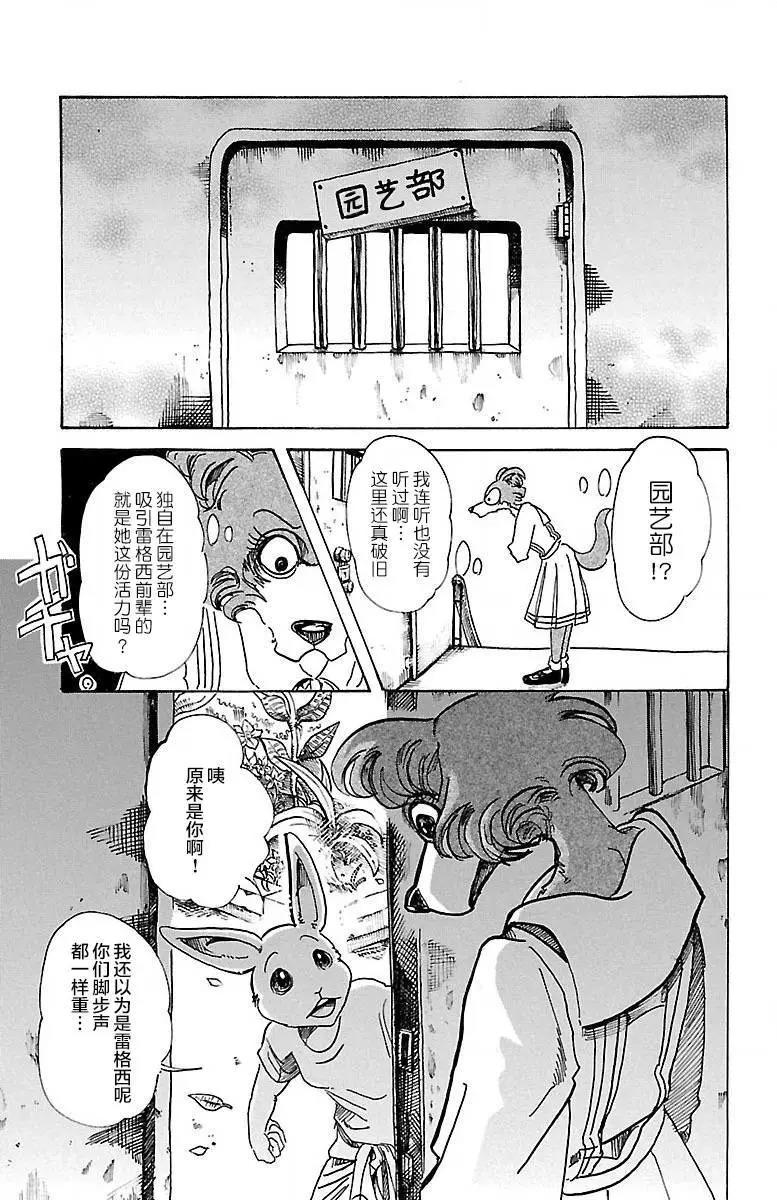 园艺部
园艺部!?
我连听也没有
听过啊…
这里还真破旧
独自在园艺部…
吸引雷格西前辈的
就是她这份活力吗？
ガチャ。
咦
原来是你啊！
我还以为是雷格西呢
你们脚步声
都一样重…